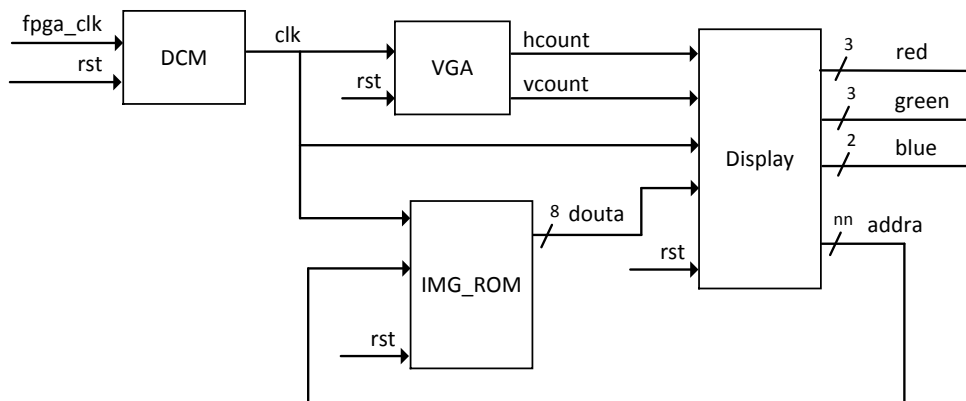 fpga_clk
rst
DCM
clk
VGA
rst
hcount
vcount
Display
3
red
3
green
2
blue
nn
addra
rst
8
douta
IMG_ROM
rst